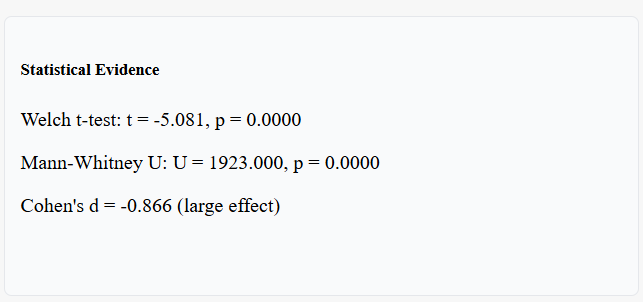 Statistical Evidence
Welch t-test: t = -5.081, p = 0.0000
Mann-Whitney U: U = 1923.000, p = 0.0000
Cohen's d = -0.866 (large effect)